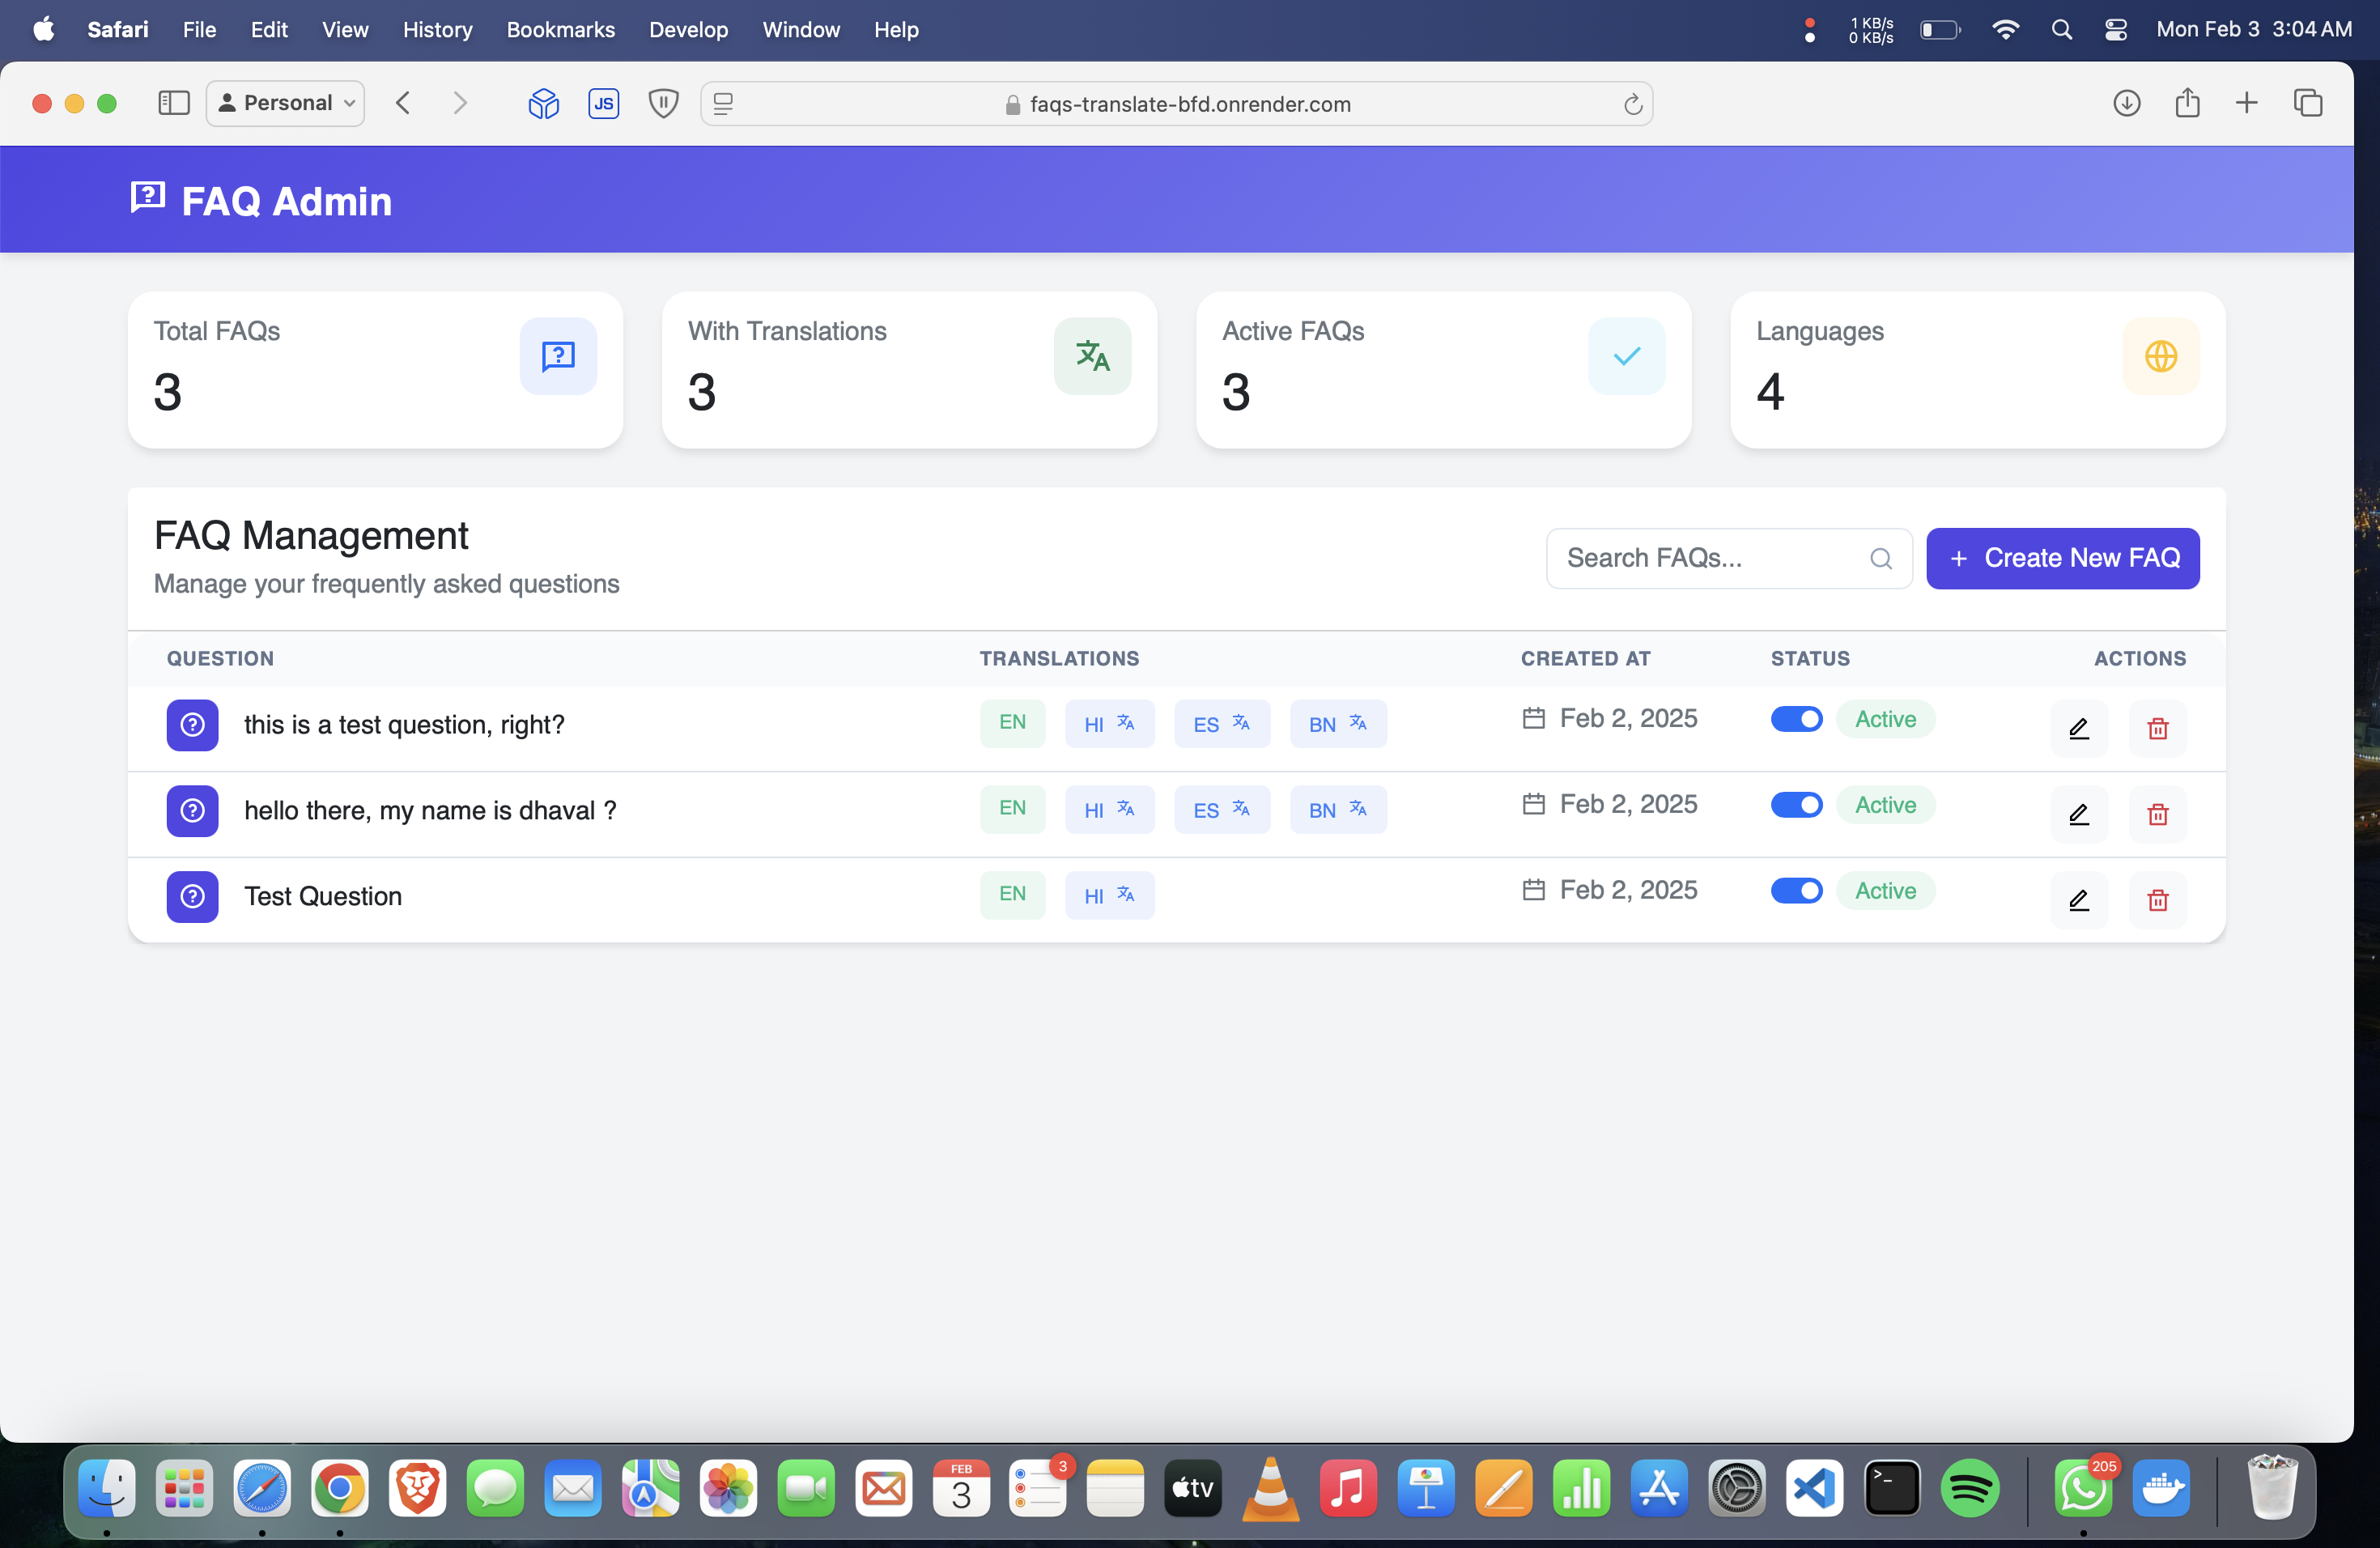 Safari File Edit View History Bookmarks Develop Window Help 1 KB/s Mon Feb 3 3:04 AM
0 KB/s
Personal JS faqs-translate-bfd.onrender.com
FAQ Admin
Total FAQs
3
With Translations
3
Active FAQs
3
Languages
4
FAQ Management
Manage your frequently asked questions
Search FAQs...
+ Create New FAQ
QUESTION TRANSLATIONS CREATED AT STATUS ACTIONS
this is a test question, right? EN HI ES BN Feb 2, 2025 Active
hello there, my name is dhaval ? EN HI ES BN Feb 2, 2025 Active
Test Question EN HI Feb 2, 2025 Active
FEB
3
3
tv
>_
205